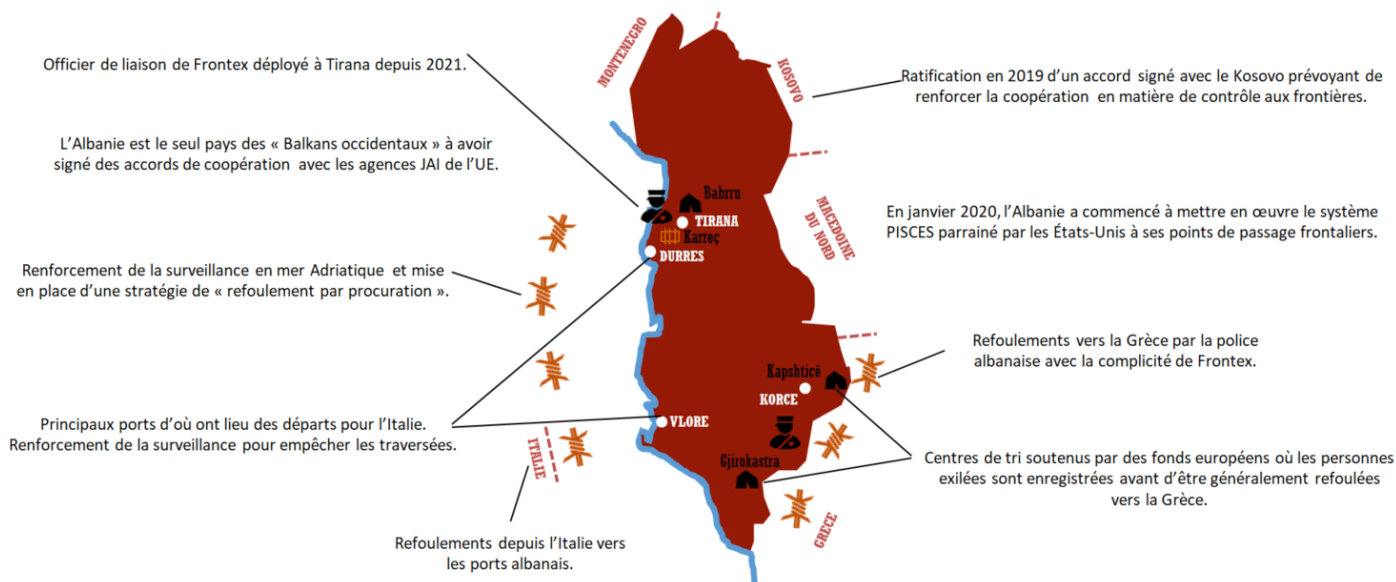 MONTENEGRO
KOSOVO
Officier de liaison de Frontex déployé à Tirana depuis 2021.
Ratification en 2019 d’un accord signé avec le Kosovo prévoyant de
renforcer la coopération en matière de contrôle aux frontières.
L’Albanie est le seul pays des « Balkans occidentaux » à avoir
signé des accords de coopération avec les agences JAI de l’UE.
Babrru
TIRANA
Karreç
DURRES
MACEDOINE
DU NORD
En janvier 2020, l’Albanie a commencé à mettre en œuvre le système
PISCES parrainé par les États-Unis à ses points de passage frontaliers.
Renforcement de la surveillance en mer Adriatique et mise
en place d’une stratégie de « refoulement par procuration ».
Refoulements vers la Grèce par la police
albanaise avec la complicité de Frontex.
Kapshticë
KORCE
Principaux ports d’où ont lieu des départs pour l’Italie.
Renforcement de la surveillance pour empêcher les traversées.
VLORE
ITALIE
Gjirokastra
Centres de tri soutenus par des fonds européens où les personnes
exilées sont enregistrées avant d’être généralement refoulées
vers la Grèce.
GRECE
Refoulements depuis l’Italie vers
les ports albanais.